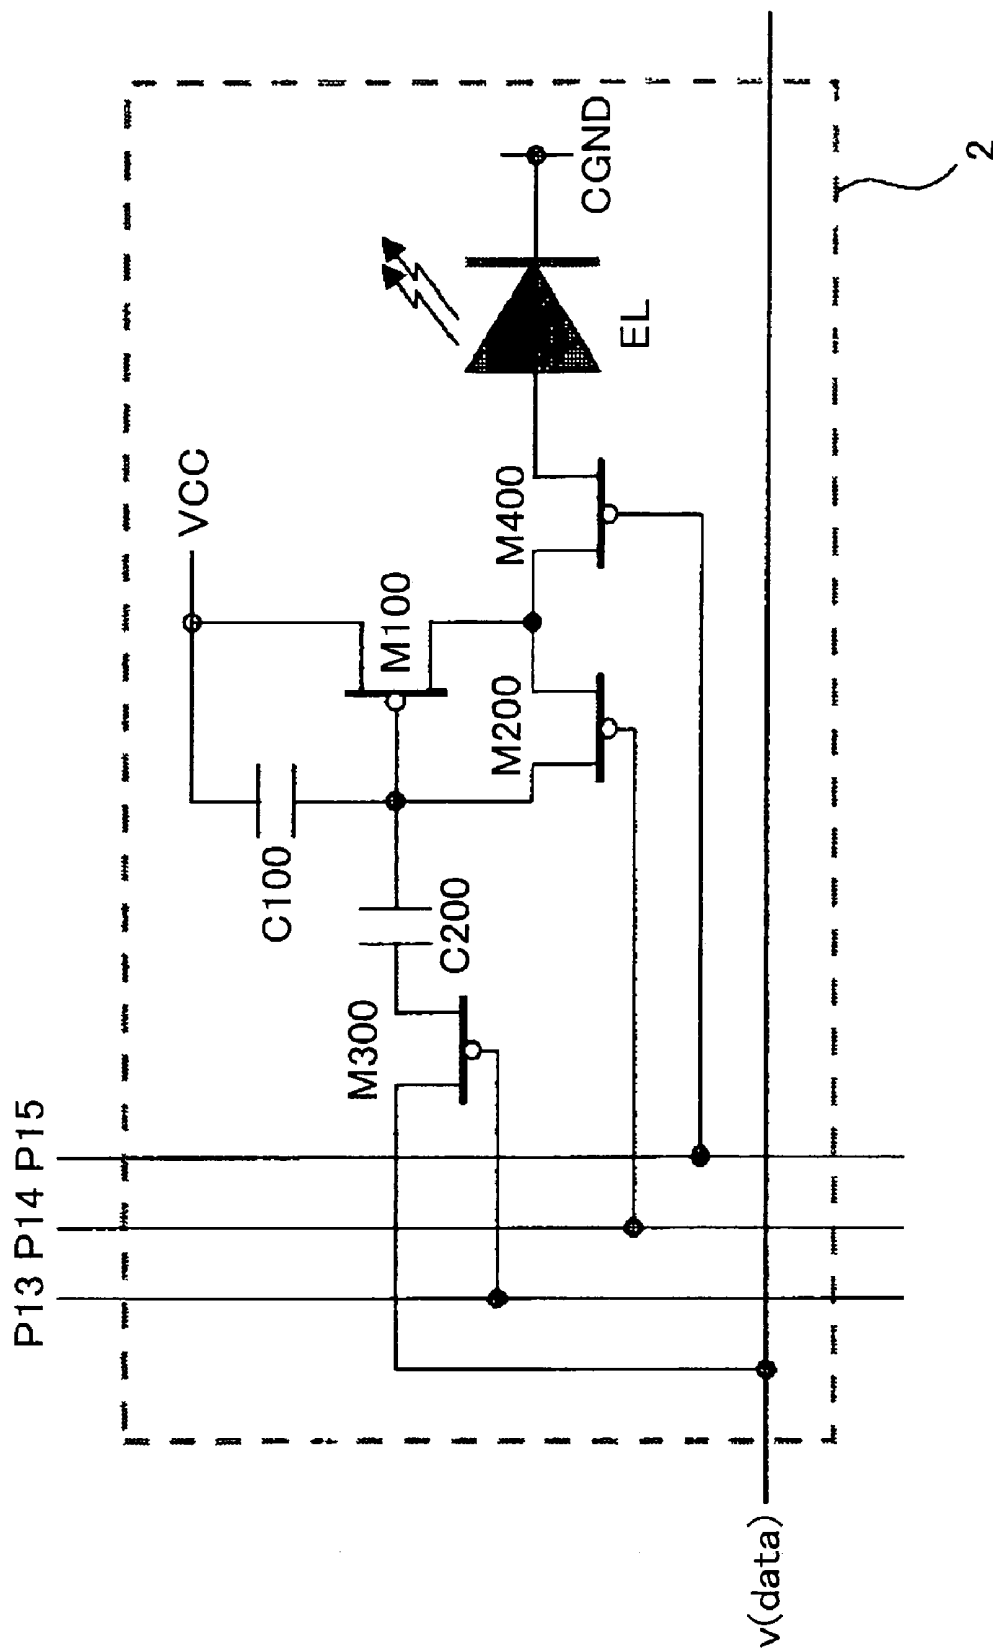 P13 P14 P15
VCC
C100
M100
M300
C200
M200
M400
EL
CGND
v(data)
2